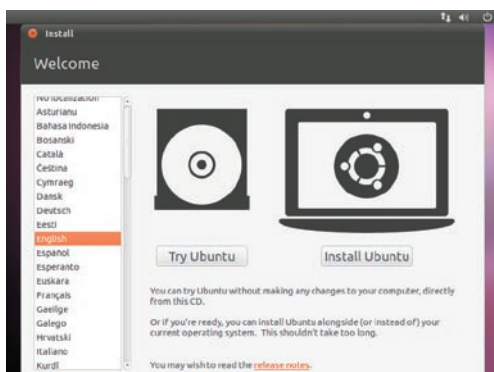 Install
Welcome
No localization
Asturianu
Bahasa Indonesia
Bosanski
Català
Čeština
Cymraeg
Dansk
Deutsch
Eesti
English
Español
Esperanto
Euskara
Français
Gaeilge
Galego
Hrvatski
Italiano
Kurdî
Try Ubuntu
Install Ubuntu
You can try Ubuntu without making any changes to your computer, directly
from this CD.
Or if you're ready, you can install Ubuntu alongside (or instead of) your
current operating system. This shouldn't take too long.
You may wish to read the release notes.